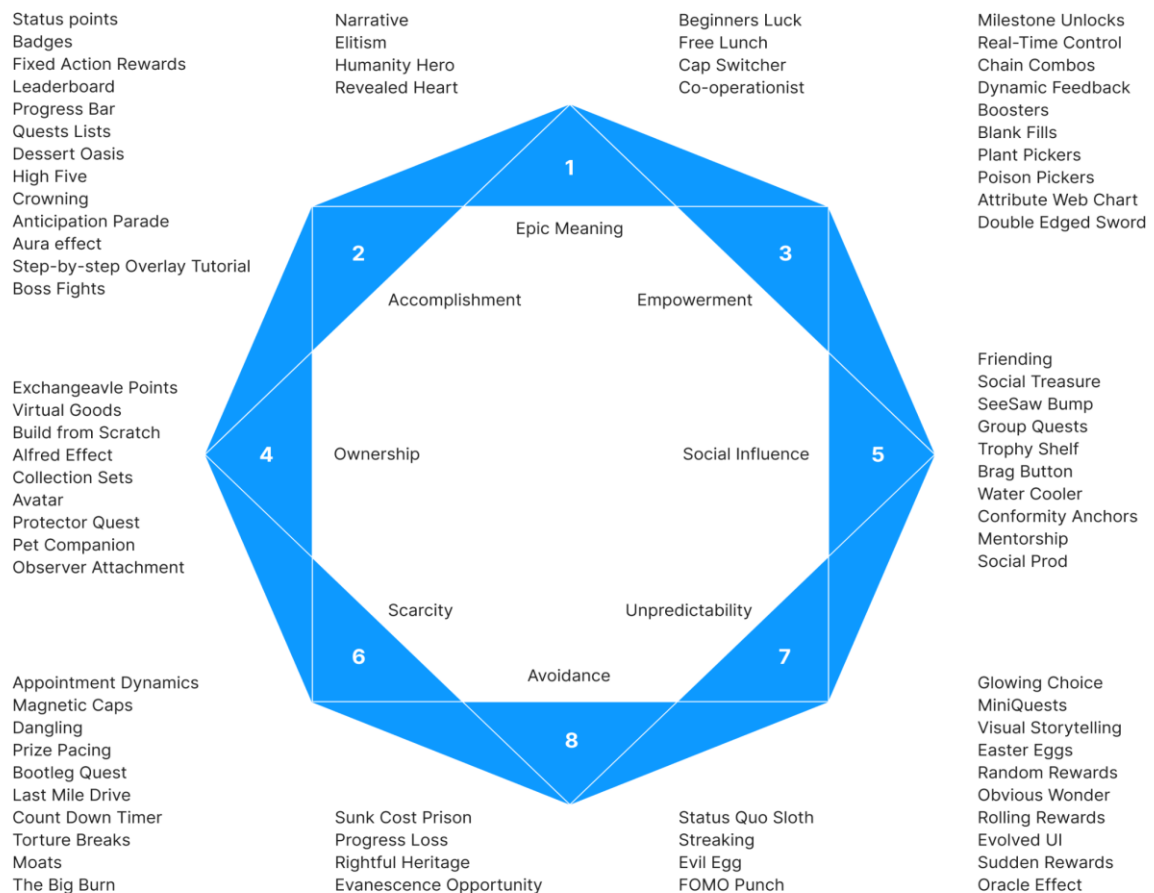 Status points
Badges
Fixed Action Rewards
Leaderboard
Progress Bar
Quests Lists
Dessert Oasis
High Five
Crowning
Anticipation Parade
Aura effect
Step-by-step Overlay Tutorial
Boss Fights
Narrative
Elitism
Humanity Hero
Revealed Heart
Beginners Luck
Free Lunch
Cap Switcher
Co-operationist
Milestone Unlocks
Real-Time Control
Chain Combos
Dynamic Feedback
Boosters
Blank Fills
Plant Pickers
Poison Pickers
Attribute Web Chart
Double Edged Sword
1
Epic Meaning
2
Accomplishment
3
Empowerment
Exchangeavle Points
Virtual Goods
Build from Scratch
Alfred Effect
Collection Sets
Avatar
Protector Quest
Pet Companion
Observer Attachment
4
Ownership
Social Influence
5
Friending
Social Treasure
SeeSaw Bump
Group Quests
Trophy Shelf
Brag Button
Water Cooler
Conformity Anchors
Mentorship
Social Prod
Scarcity
6
Unpredictability
7
Avoidance
8
Appointment Dynamics
Magnetic Caps
Dangling
Prize Pacing
Bootleg Quest
Last Mile Drive
Count Down Timer
Torture Breaks
Moats
The Big Burn
Sunk Cost Prison
Progress Loss
Rightful Heritage
Evanescence Opportunity
Status Quo Sloth
Streaking
Evil Egg
FOMO Punch
Glowing Choice
MiniQuests
Visual Storytelling
Easter Eggs
Random Rewards
Obvious Wonder
Rolling Rewards
Evolved UI
Sudden Rewards
Oracle Effect